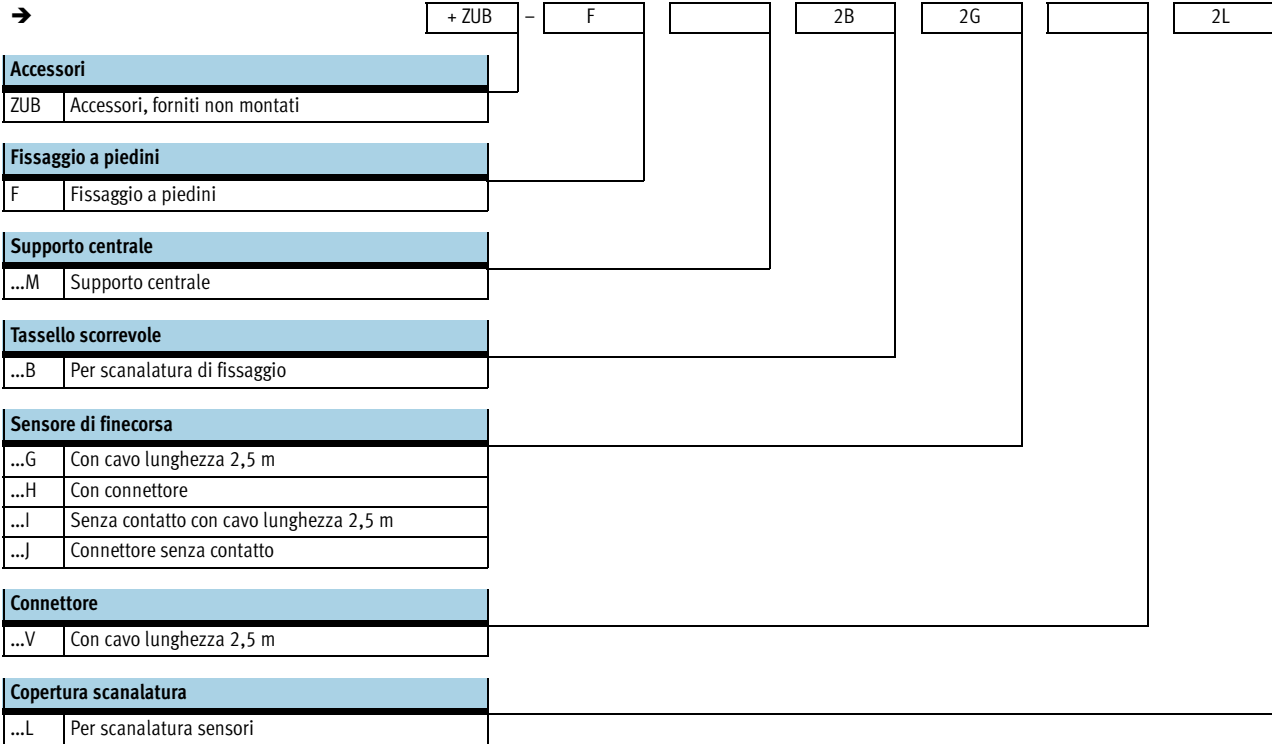 ➔ + ZUB – F 2B 2G 2L
Accessori
ZUB Accessori, forniti non montati
Fissaggio a piedini
F Fissaggio a piedini
Supporto centrale
...M Supporto centrale
Tassello scorrevole
...B Per scanalatura di fissaggio
Sensore di finecorsa
...G Con cavo lunghezza 2,5 m
...H Con connettore
...I Senza contatto con cavo lunghezza 2,5 m
...J Connettore senza contatto
Connettore
...V Con cavo lunghezza 2,5 m
Copertura scanalatura
...L Per scanalatura sensori